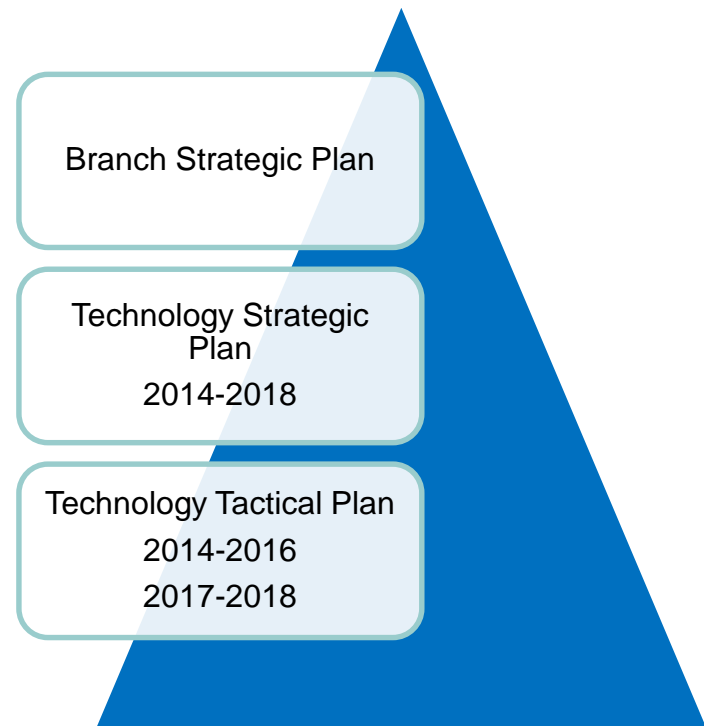 Branch Strategic Plan
Technology Strategic
Plan
2014-2018
Technology Tactical Plan
2014-2016
2017-2018